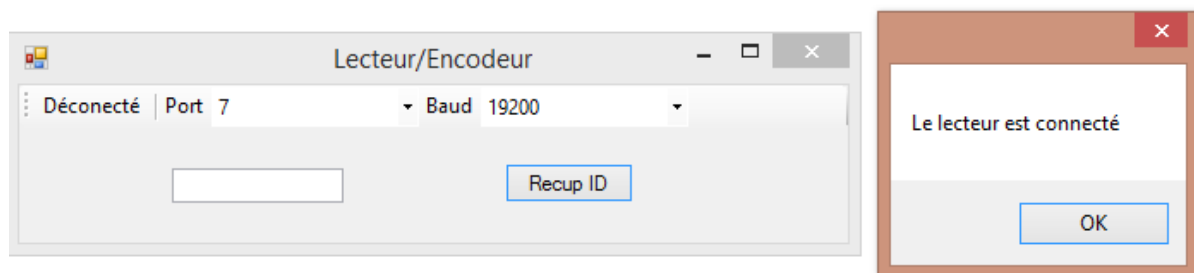 Lecteur/Encodeur
Déconecté Port 7 Baud 19200
Recup ID
Le lecteur est connecté
OK